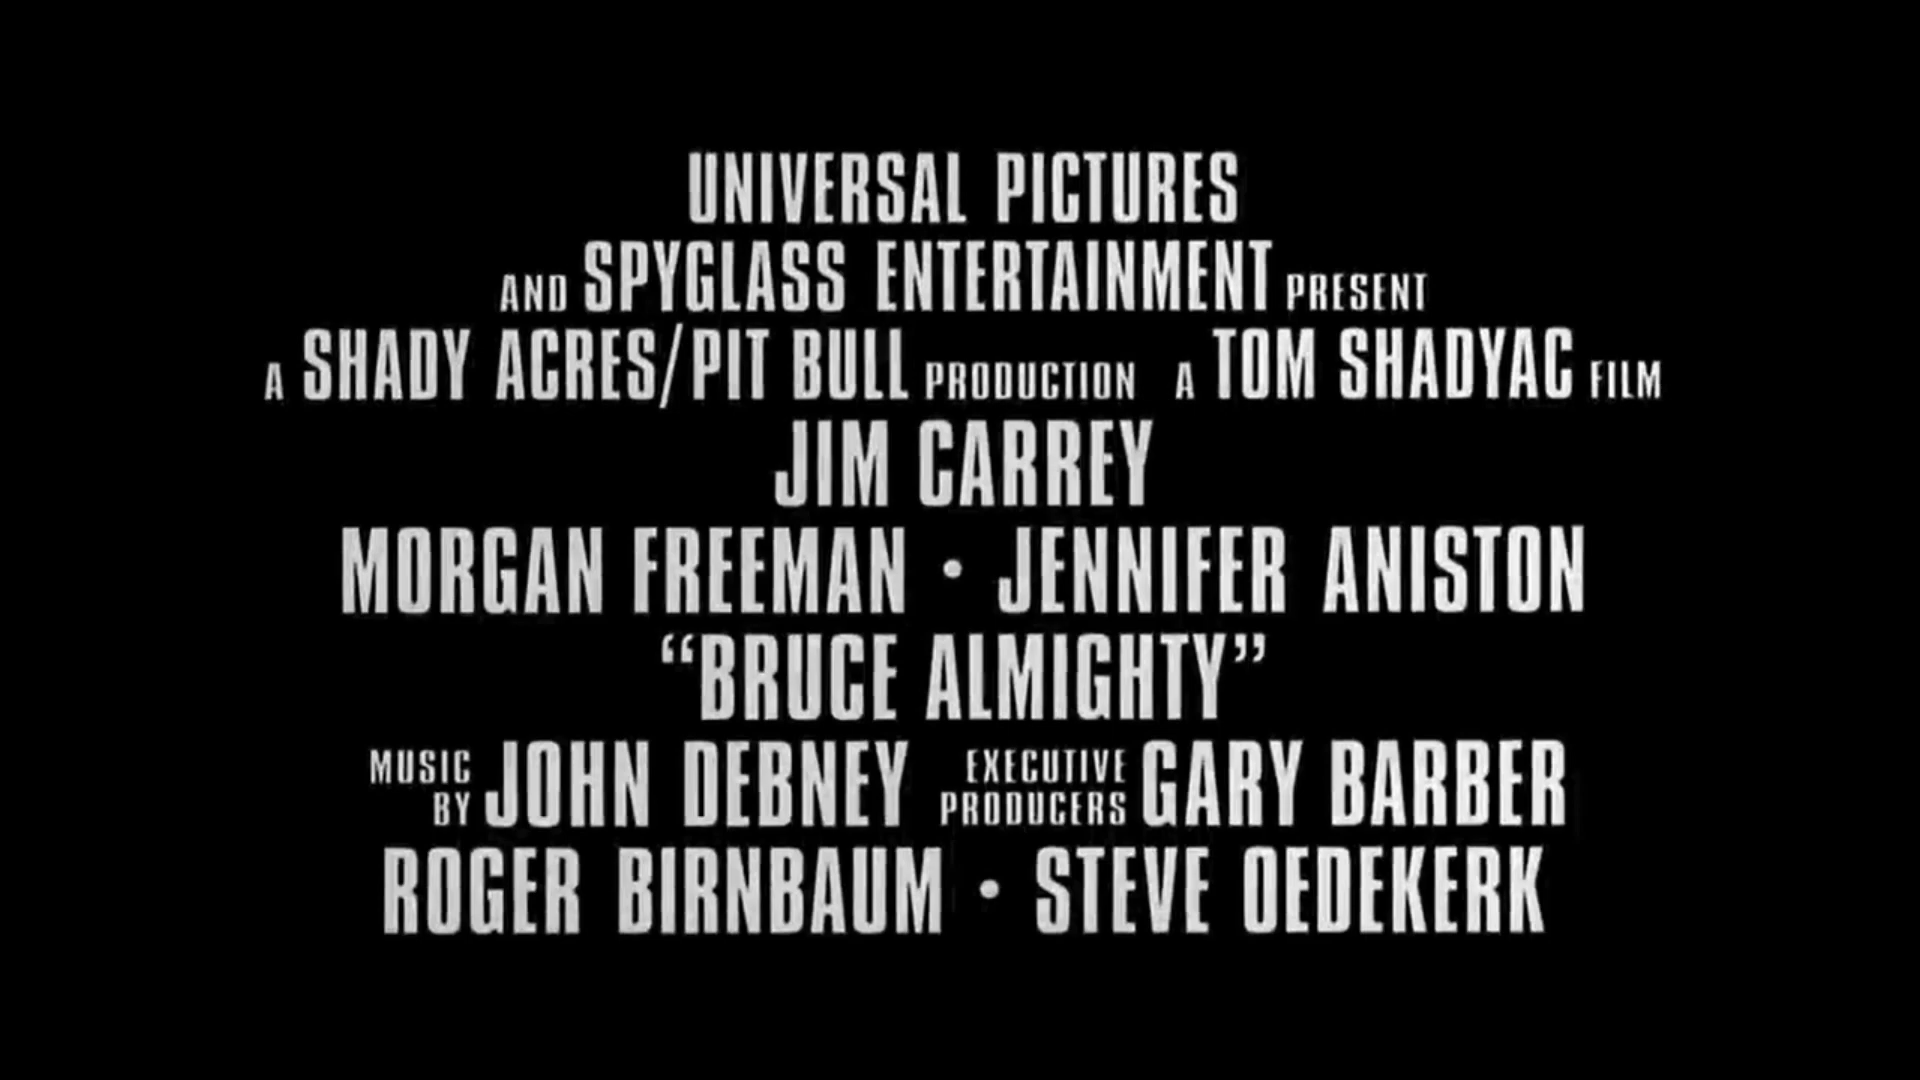 UNIVERSAL PICTURES
AND SPYGLASS ENTERTAINMENT PRESENT
A SHADY ACRES/PIT BULL PRODUCTION A TOM SHADYAC FILM
JIM CARREY
MORGAN FREEMAN • JENNIFER ANISTON
“BRUCE ALMIGHTY”
MUSIC BY JOHN DEBNEY EXECUTIVE PRODUCERS GARY BARBER
ROGER BIRNBAUM • STEVE OEDEKERK